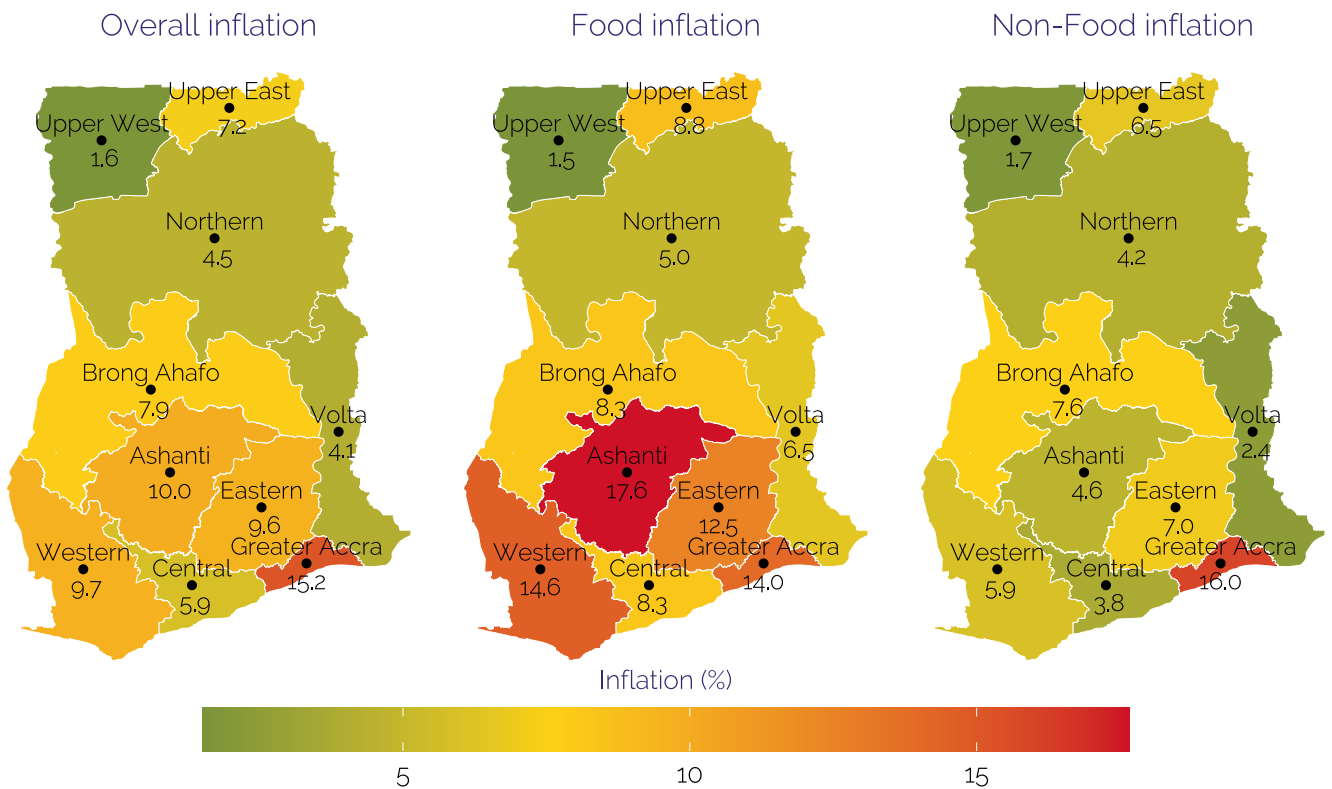 Overall inflation
Upper East
7.2
Upper West
1.6
Northern
4.5
Brong Ahafo
7.9
Volta
4.1
Ashanti
10.0
Eastern
9.6
Greater Accra
15.2
Western
9.7
Central
5.9
Food inflation
Upper East
8.8
Upper West
1.5
Northern
5.0
Brong Ahafo
8.3
Volta
6.5
Ashanti
17.6
Eastern
12.5
Greater Accra
14.0
Western
14.6
Central
8.3
Non-Food inflation
Upper East
6.5
Upper West
1.7
Northern
4.2
Brong Ahafo
7.6
Volta
2.4
Ashanti
4.6
Eastern
7.0
Greater Accra
16.0
Western
5.9
Central
3.8
Inflation (%)
5 10 15